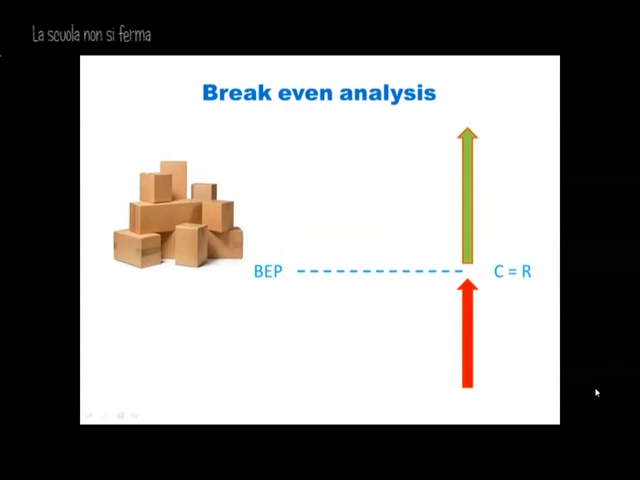 La scuola non si ferma
Break even analysis
BEP
C = R